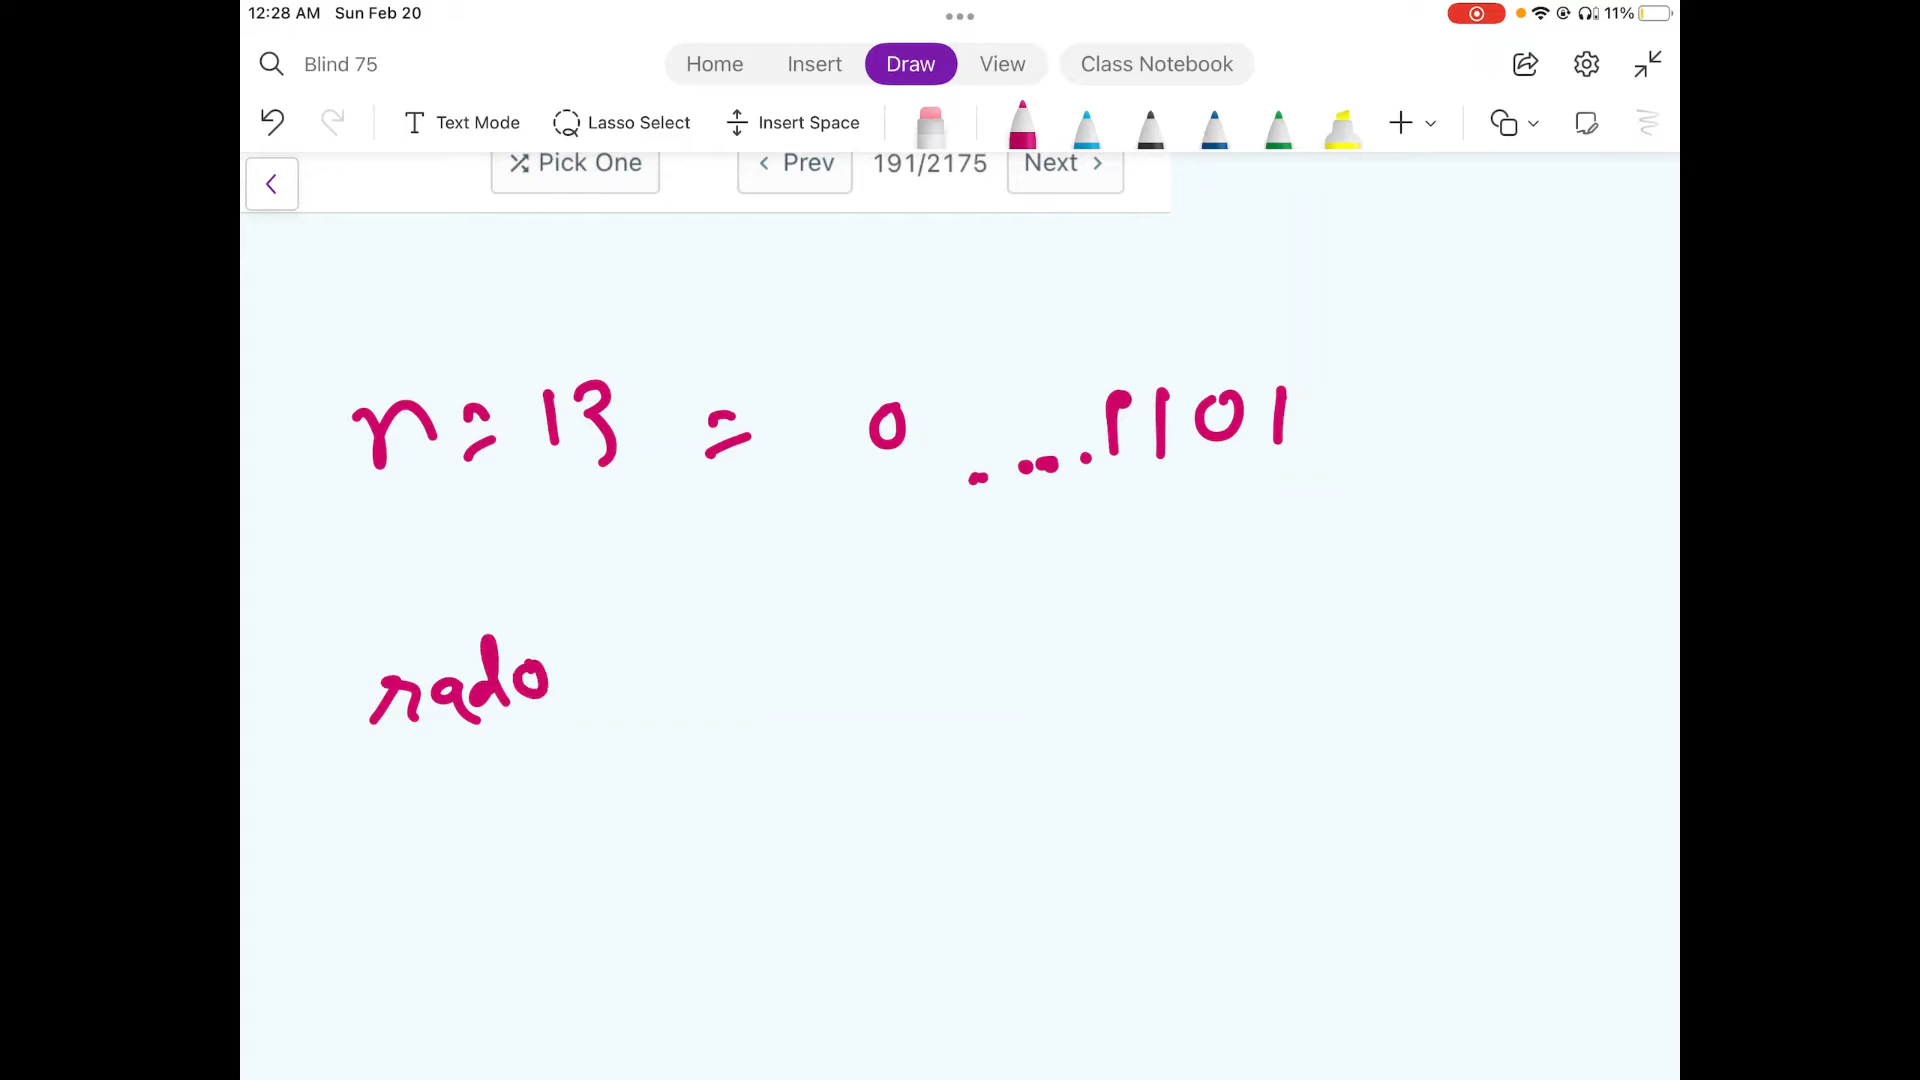 12:28 AM Sun Feb 20
11%
Blind 75
Home Insert Draw View Class Notebook
Text Mode Lasso Select Insert Space
Pick One Prev 191/2175 Next
n = 13 = 0 ..... 1101